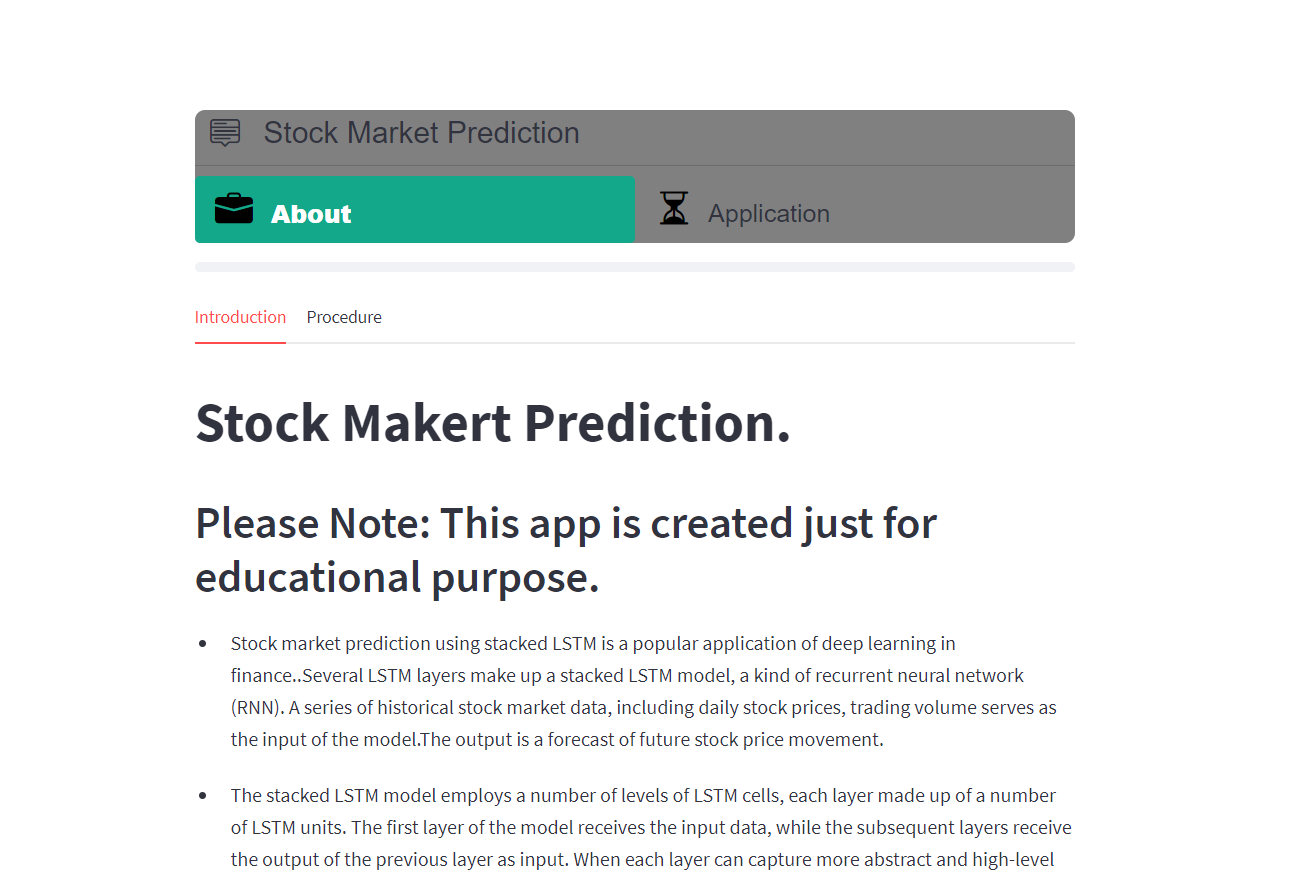 Stock Market Prediction
About
Application
Introduction
Procedure
Stock Makert Prediction.
Please Note: This app is created just for
educational purpose.
Stock market prediction using stacked LSTM is a popular application of deep learning in
finance..Several LSTM layers make up a stacked LSTM model, a kind of recurrent neural network
(RNN). A series of historical stock market data, including daily stock prices, trading volume serves as
the input of the model.The output is a forecast of future stock price movement.
The stacked LSTM model employs a number of levels of LSTM cells, each layer made up of a number
of LSTM units. The first layer of the model receives the input data, while the subsequent layers receive
the output of the previous layer as input. When each layer can capture more abstract and high-level